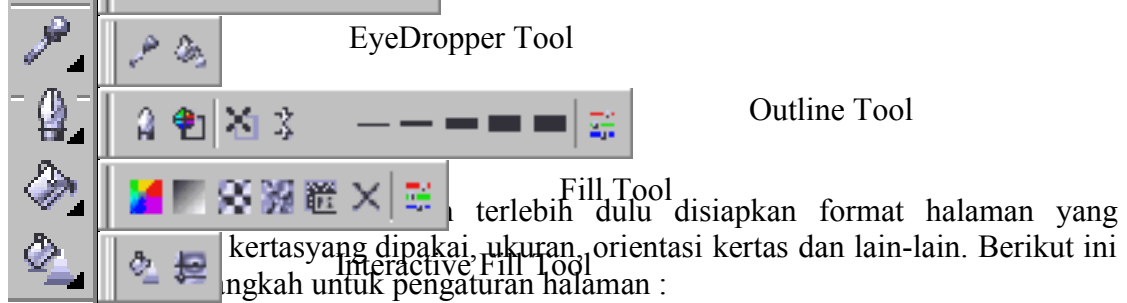 EyeDropper Tool
Outline Tool
Fill Tool
terlebih dulu disiapkan format halaman yang
kertasyang dipakai, ukuran, orientasi kertas dan lain-lain. Berikut ini
Interactive Fill Tool
ngkah untuk pengaturan halaman :